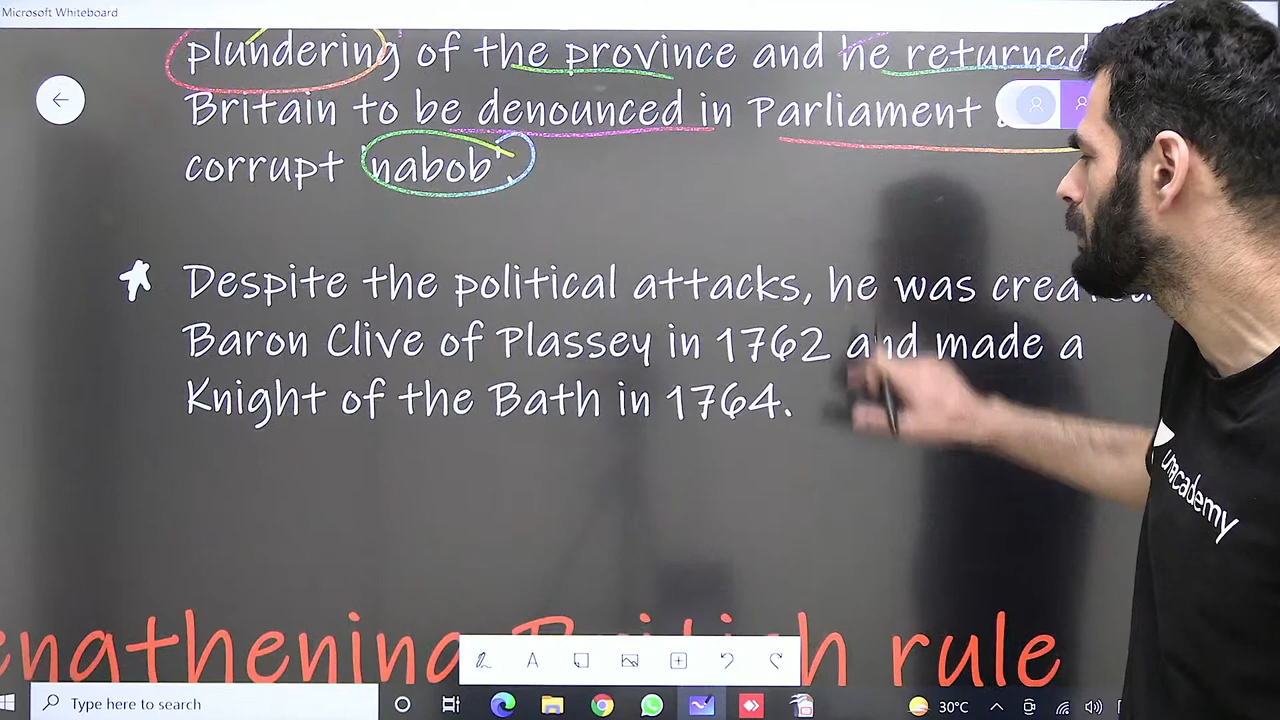 Microsoft Whiteboard
plundering of the province and he returned
Britain to be denounced in Parliament
corrupt 'nabob'.
Despite the political attacks, he was created
Baron Clive of Plassey in 1762 and made a
Knight of the Bath in 1764.
unacademy
rule
A
Type here to search
30°C